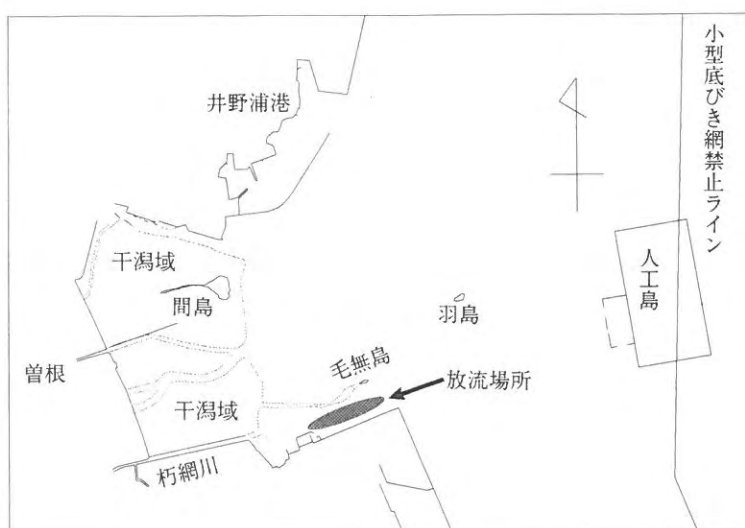 小型底びき網禁止ライン
井野浦港
干潟域
間島
人工島
羽島
毛無島
曽根
放流場所
干潟域
朽網川